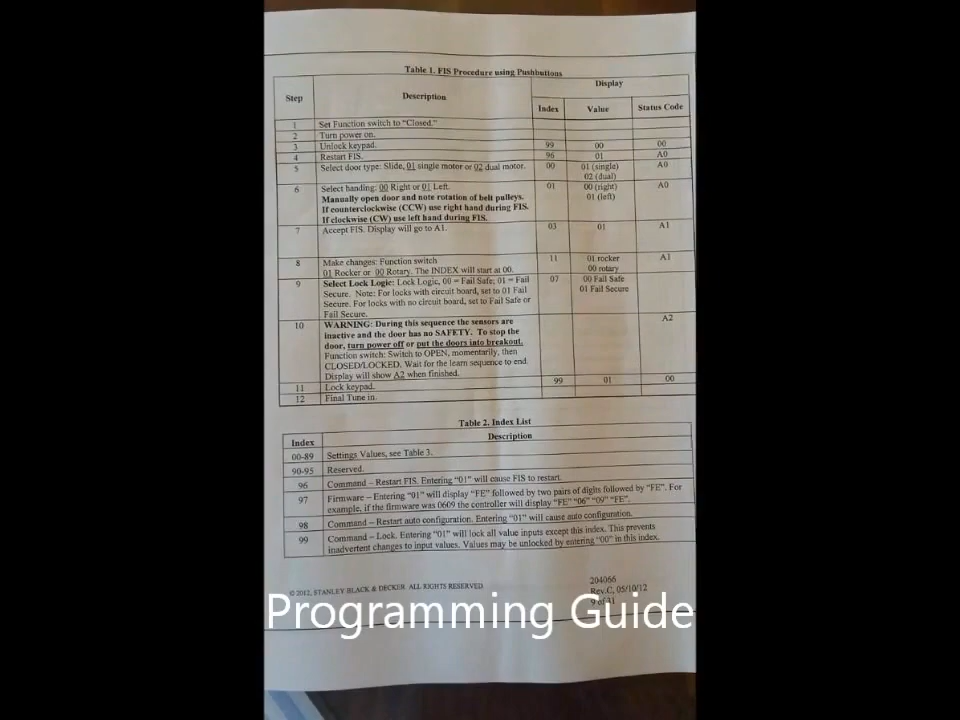 Table 1. FIS Procedure using Pushbuttons
Step Description Display
Index Value Status Code
1 Set Function switch to "Closed."
2 Turn power on.
3 Unlock keypad. 99 00 00
4 Restart FIS. 96 01 A0
5 Select door type: Slide, 01 single motor or 02 dual motor. 00 01 (single) A0
02 (dual)
6 Select handing: 00 Right or 01 Left. 01 00 (right) A0
Manually open door and note rotation of belt pulleys. 01 (left)
If counterclockwise (CCW) use right hand during FIS.
If clockwise (CW) use left hand during FIS.
7 Accept FIS. Display will go to A1. 03 01 A1
8 Make changes: Function switch 11 01 rocker A1
01 Rocker or 00 Rotary. The INDEX will start at 00. 00 rotary
9 Select Lock Logic: Lock Logic, 00 = Fail Safe; 01 = Fail 07 00 Fail Safe
Secure. Note: For locks with circuit board, set to 01 Fail 01 Fail Secure
Secure. For locks with no circuit board, set to Fail Safe or
Fail Secure.
10 WARNING: During this sequence the sensors are A2
inactive and the door has no SAFETY. To stop the
door, turn power off or put the doors into breakout.
Function switch: Switch to OPEN, momentarily, then
CLOSED/LOCKED. Wait for the learn sequence to end.
Display will show A2 when finished.
11 Lock keypad. 99 01 00
12 Final Tune in.
Table 2. Index List
Index Description
00-89 Settings Values, see Table 3.
90-95 Reserved.
96 Command – Restart FIS. Entering "01" will cause FIS to restart.
97 Firmware – Entering "01" will display "FE" followed by two pairs of digits followed by "FE". For
example, if the firmware was 0609 the controller will display "FE" "06" "09" "FE".
98 Command – Restart auto configuration. Entering "01" will cause auto configuration.
99 Command – Lock. Entering "01" will lock all value inputs except this index. This prevents
inadvertent changes to input values. Values may be unlocked by entering "00" in this index.
© 2012, STANLEY BLACK & DECKER. ALL RIGHTS RESERVED.
204066
Rev.C, 05/10/12
9 of 41
Programming Guide